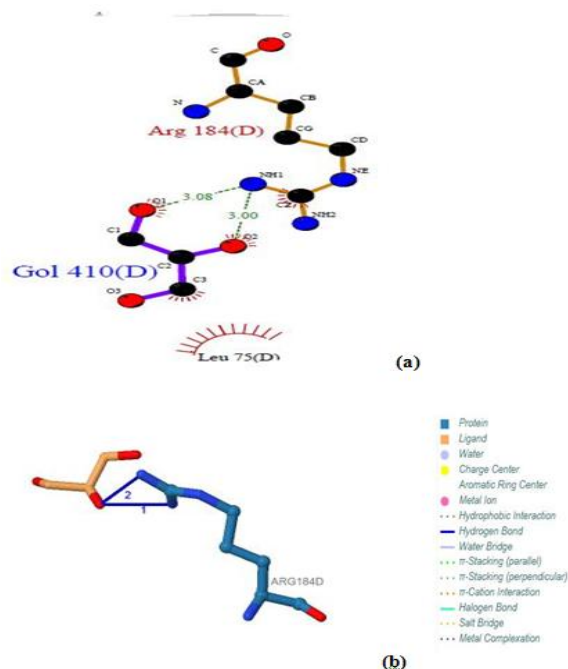 O
C
CA
N
CB
Arg 184(D)
CG
CD
NH1
NE
3.08
O1
CZ
3.00
NH2
C1
O2
C2
Gol 410(D)
C3
O3
Leu 75(D)
(a)
Protein
Ligand
Water
Charge Center
Aromatic Ring Center
Metal Ion
Hydrophobic Interaction
Hydrogen Bond
Water Bridge
π-Stacking (parallel)
π-Stacking (perpendicular)
π-Cation Interaction
Halogen Bond
Salt Bridge
Metal Complexation
2
1
ARG184D
(b)